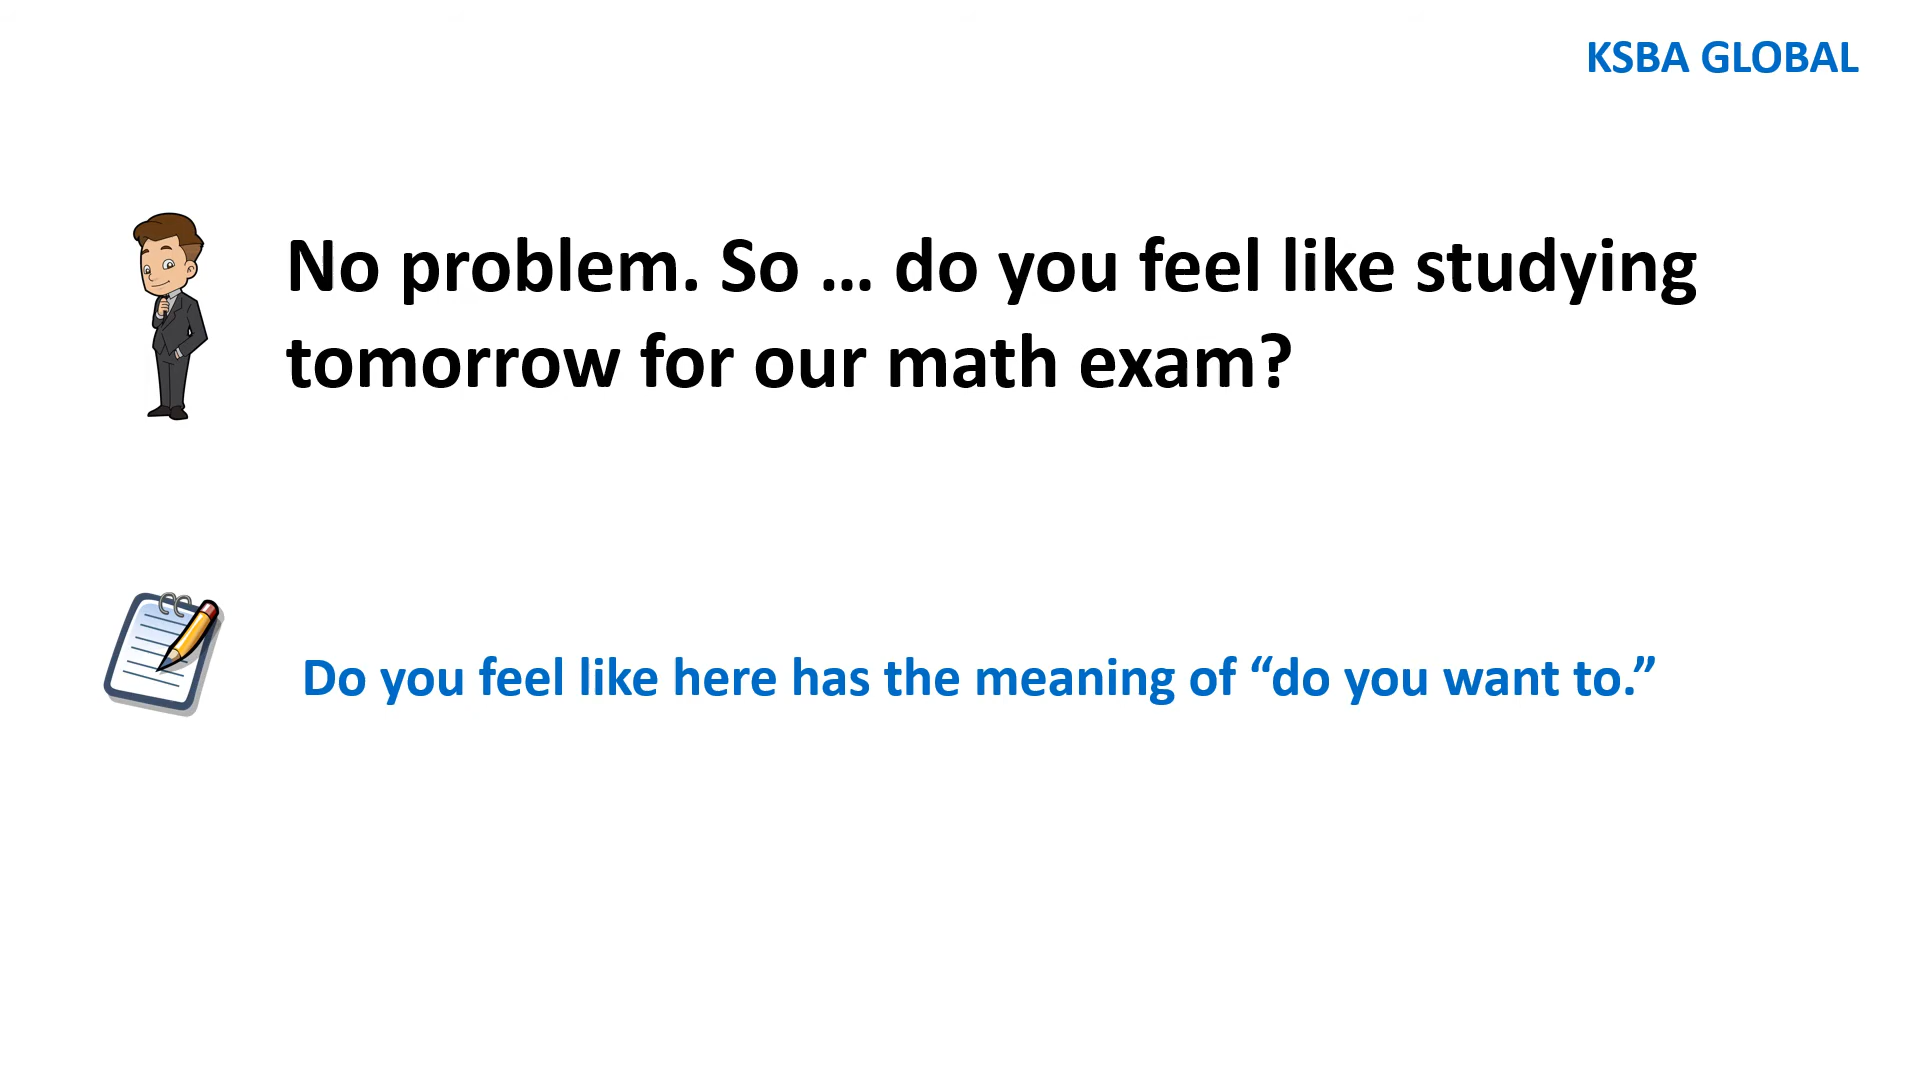 KSBA GLOBAL
No problem. So … do you feel like studying
tomorrow for our math exam?
Do you feel like here has the meaning of “do you want to.”